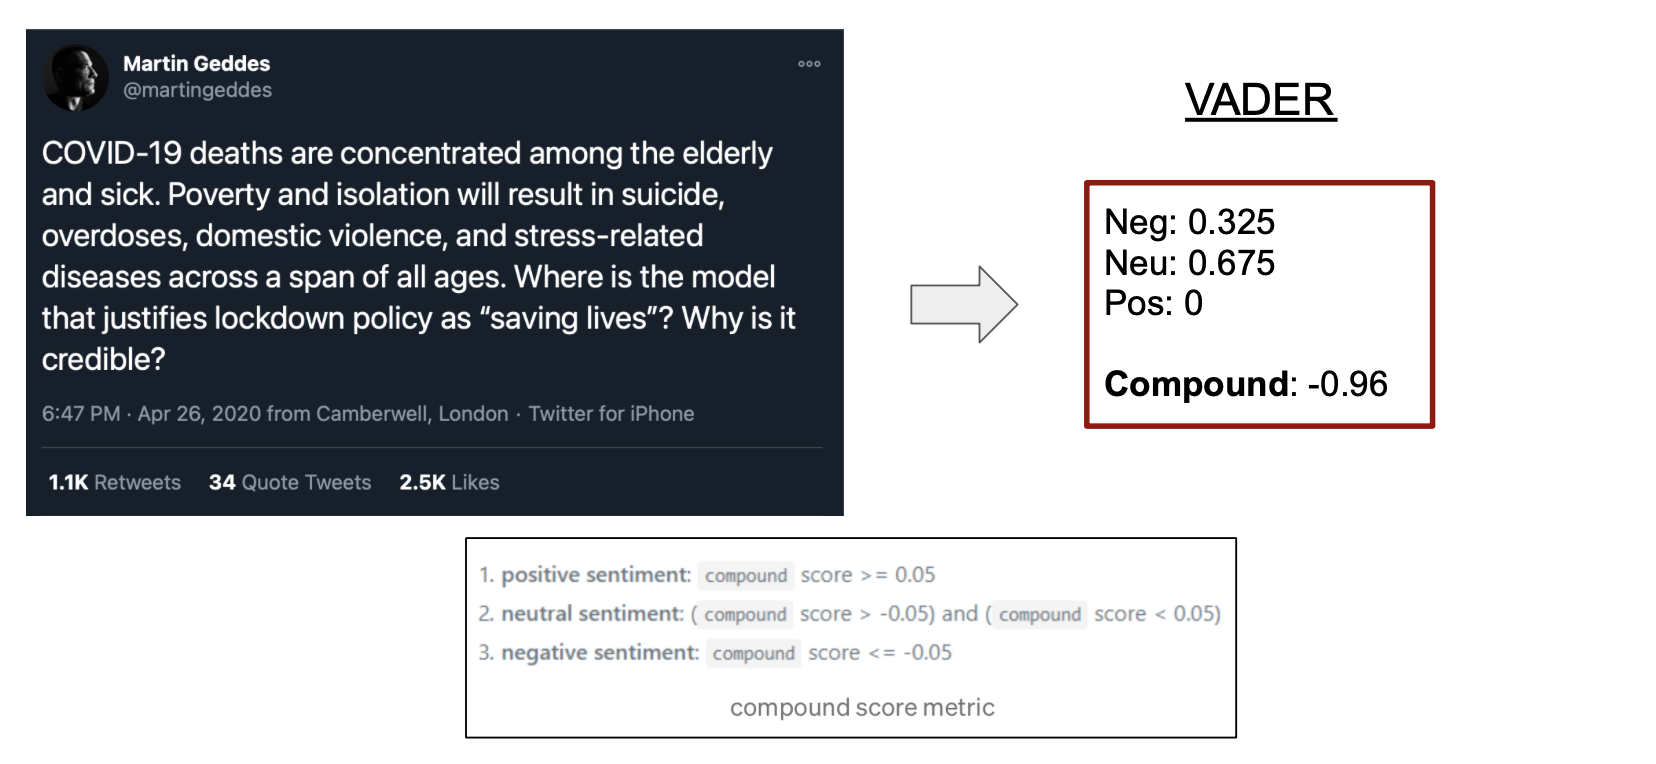 Martin Geddes
@martingeddes
COVID-19 deaths are concentrated among the elderly
and sick. Poverty and isolation will result in suicide,
overdoses, domestic violence, and stress-related
diseases across a span of all ages. Where is the model
that justifies lockdown policy as “saving lives”? Why is it
credible?
6:47 PM · Apr 26, 2020 from Camberwell, London · Twitter for iPhone
1.1K Retweets 34 Quote Tweets 2.5K Likes
VADER
Neg: 0.325
Neu: 0.675
Pos: 0
Compound: -0.96
1. positive sentiment: compound score >= 0.05
2. neutral sentiment: (compound score > -0.05) and (compound score < 0.05)
3. negative sentiment: compound score <= -0.05
compound score metric